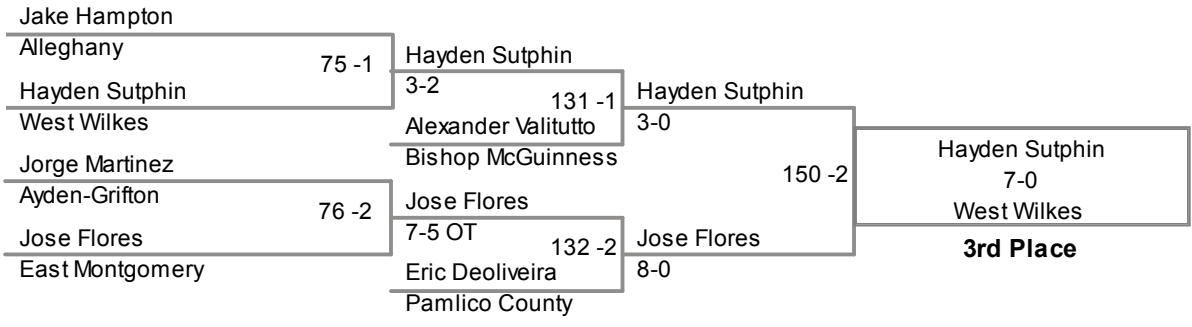 Jake Hampton
Alleghany
75 -1
Hayden Sutphin
West Wilkes
Jorge Martinez
Ayden-Grifton
76 -2
Jose Flores
East Montgomery
Hayden Sutphin
3-2
131 -1
Alexander Valitutto
Bishop McGuinness
Jose Flores
7-5 OT
132 -2
Eric Deoliveira
Pamlico County
Hayden Sutphin
3-0
150 -2
Jose Flores
8-0
Hayden Sutphin
7-0
West Wilkes
3rd Place